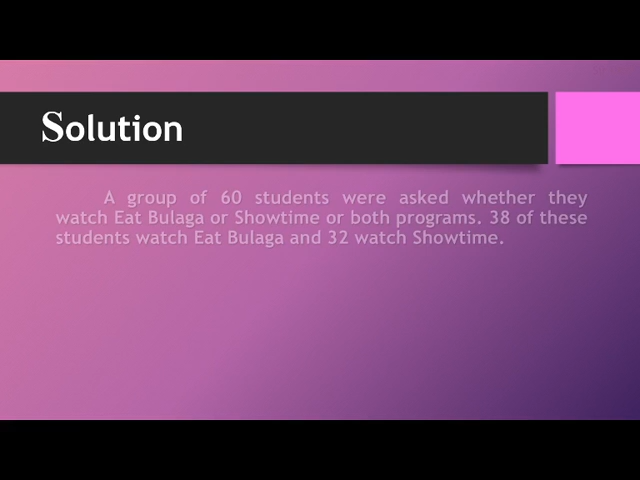 Solution
A group of 60 students were asked whether they
watch Eat Bulaga or Showtime or both programs. 38 of these
students watch Eat Bulaga and 32 watch Showtime.